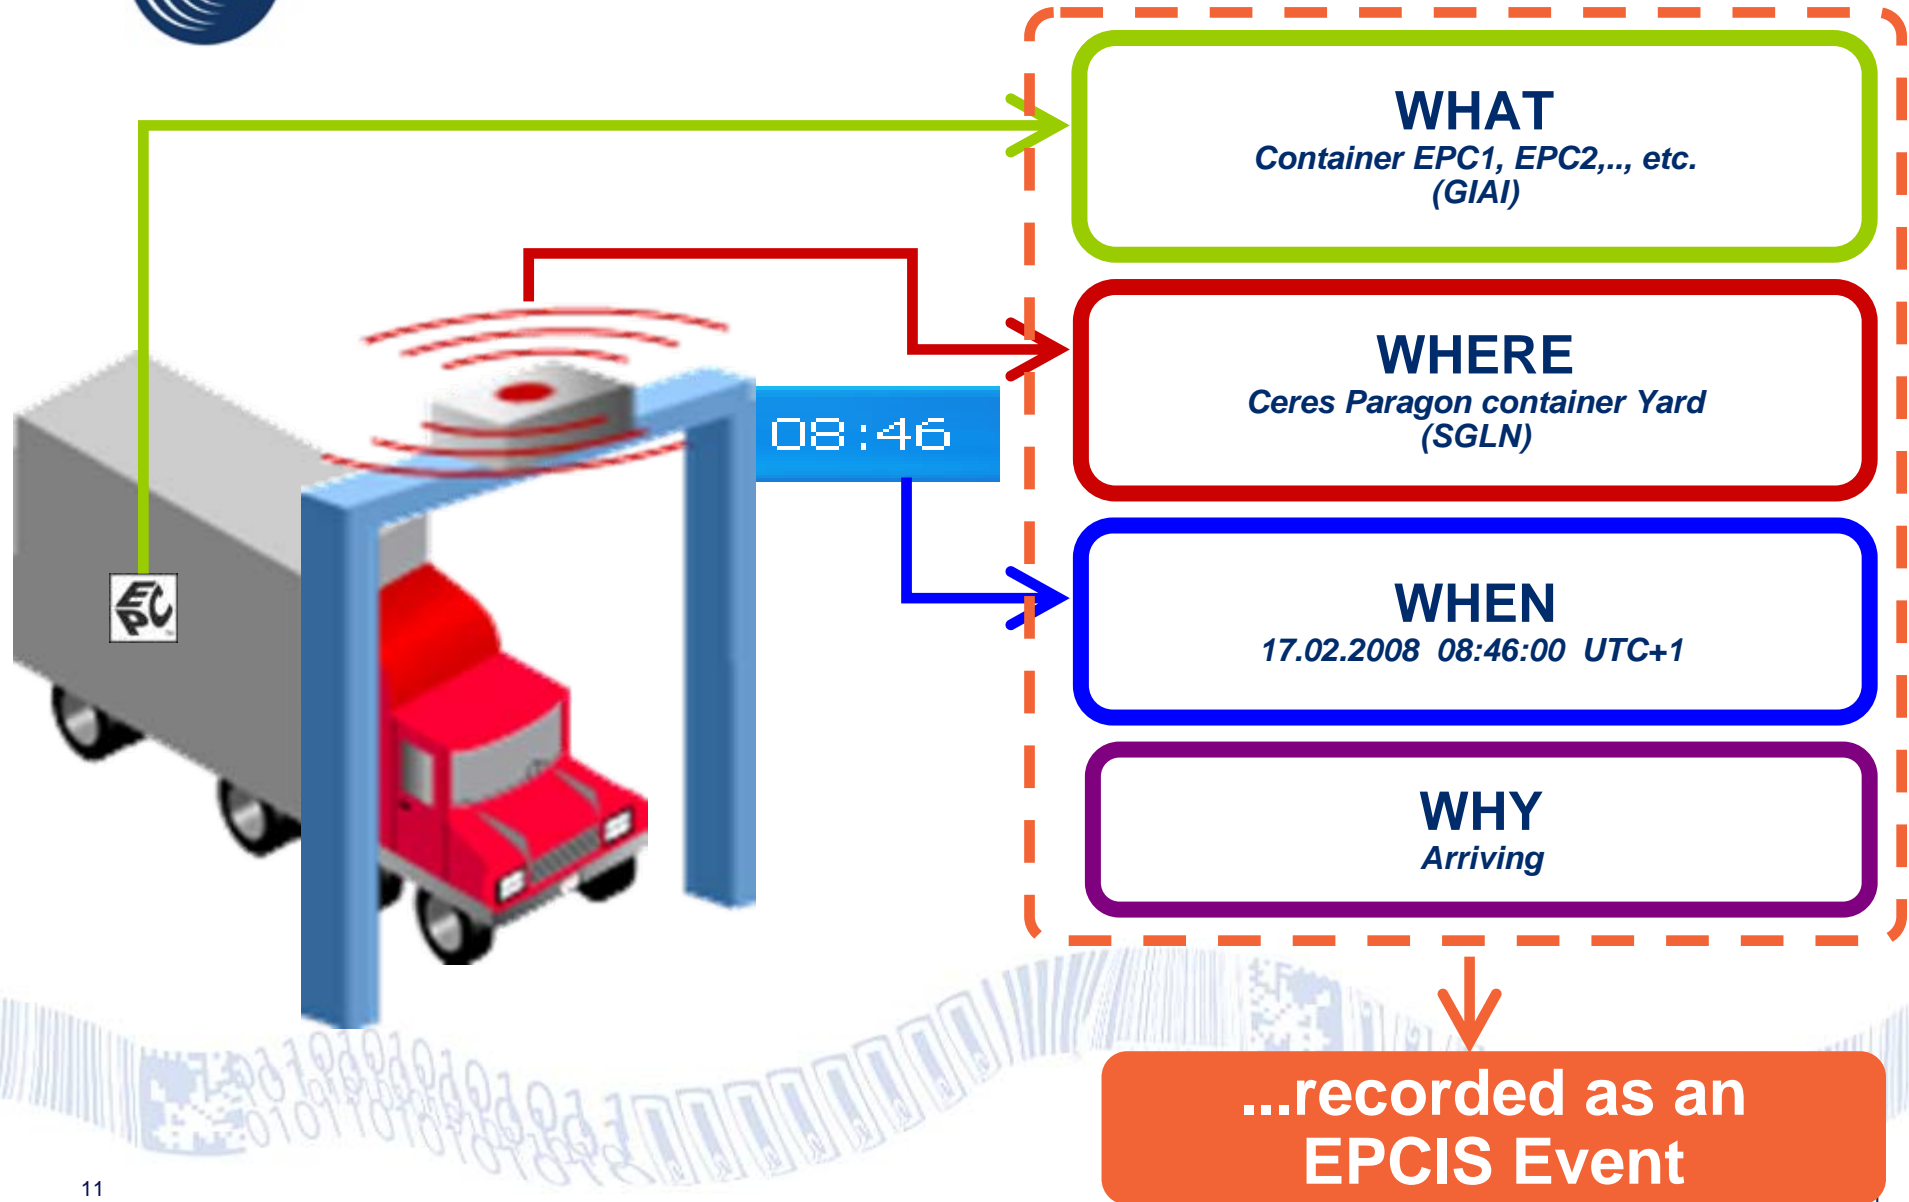 WHAT
Container EPC1, EPC2,.., etc.
(GIAI)
WHERE
Ceres Paragon container Yard
(SGLN)
08:46
WHEN
17.02.2008 08:46:00 UTC+1
EPC
WHY
Arriving
...recorded as an
EPCIS Event
11